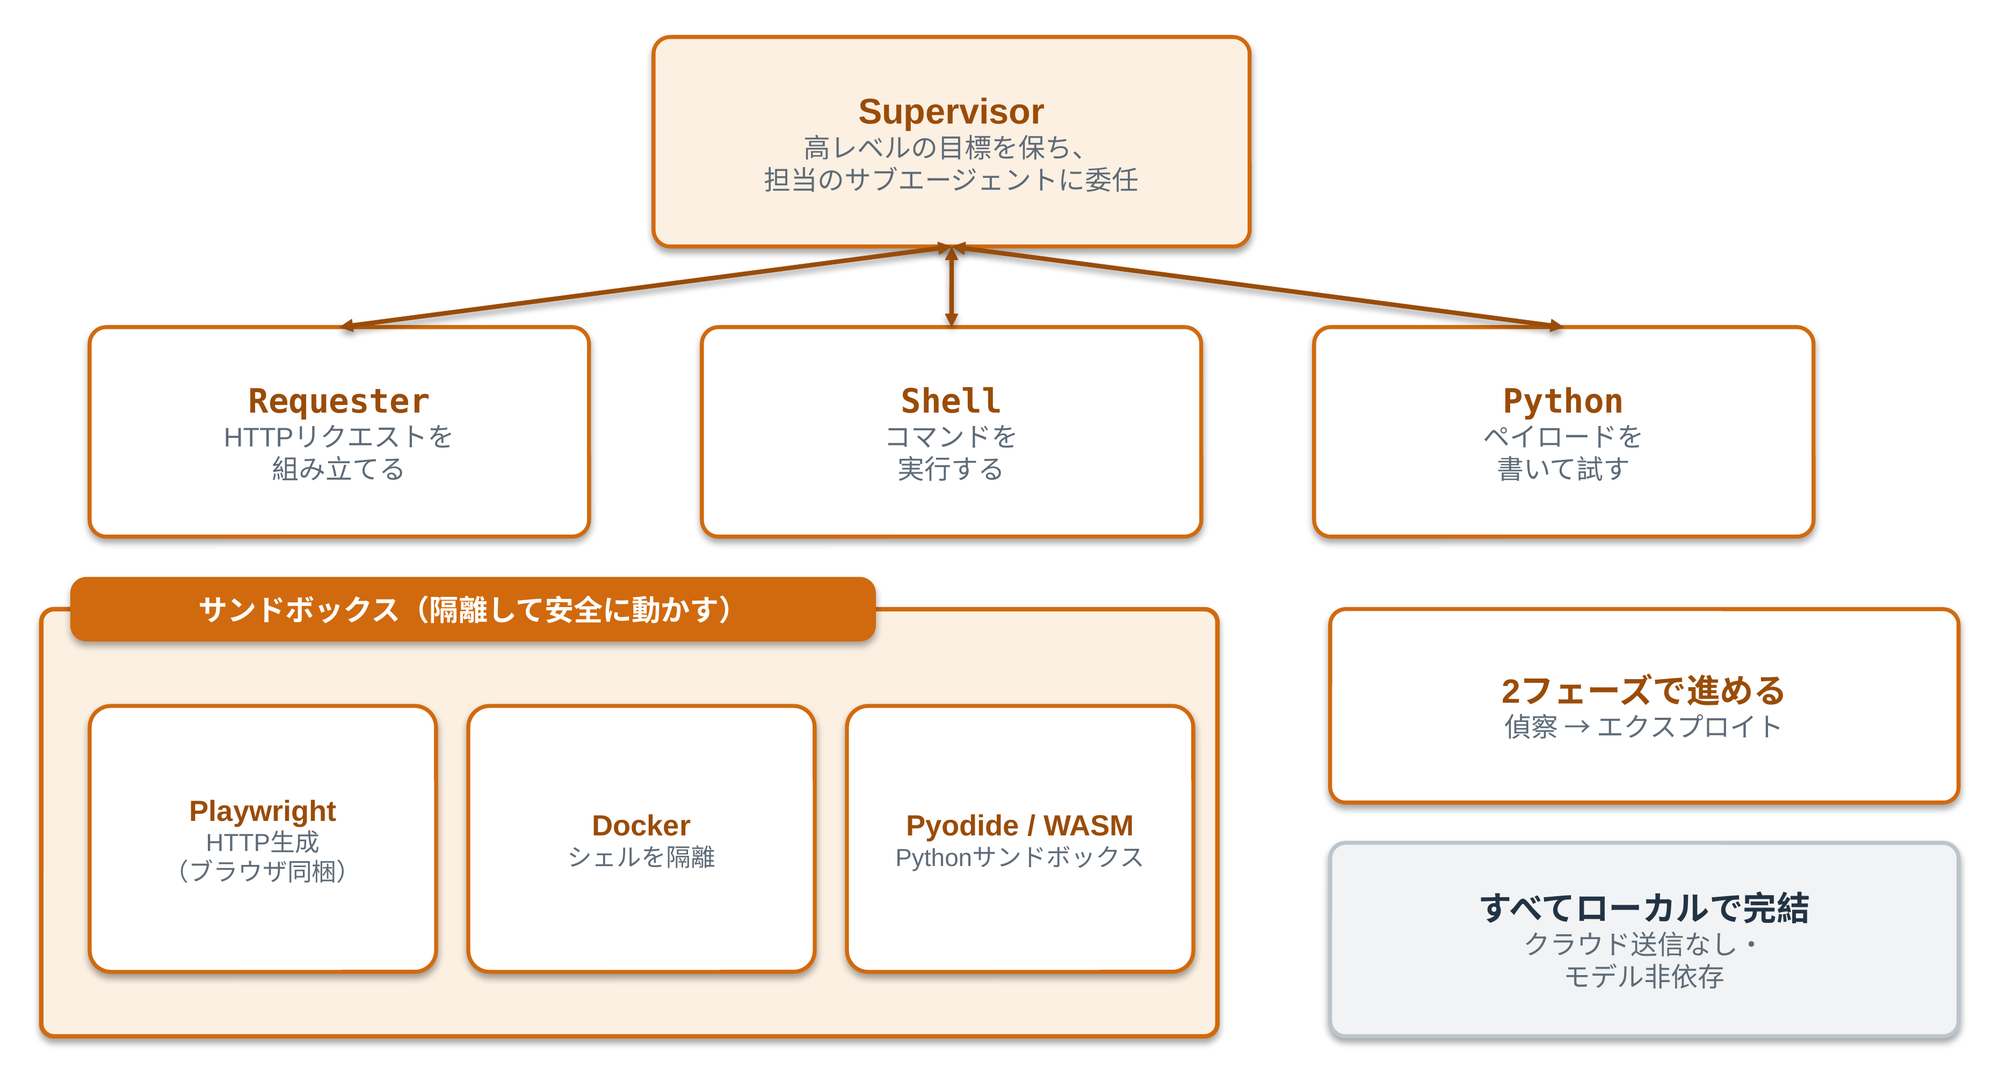 Supervisor
高レベルの目標を保ち、
担当のサブエージェントに委任
Requester
HTTPリクエストを
組み立てる
Shell
コマンドを
実行する
Python
ペイロードを
書いて試す
サンドボックス（隔離して安全に動かす）
Playwright
HTTP生成
（ブラウザ同梱）
Docker
シェルを隔離
Pyodide / WASM
Pythonサンドボックス
2フェーズで進める
偵察 → エクスプロイト
すべてローカルで完結
クラウド送信なし・
モデル非依存